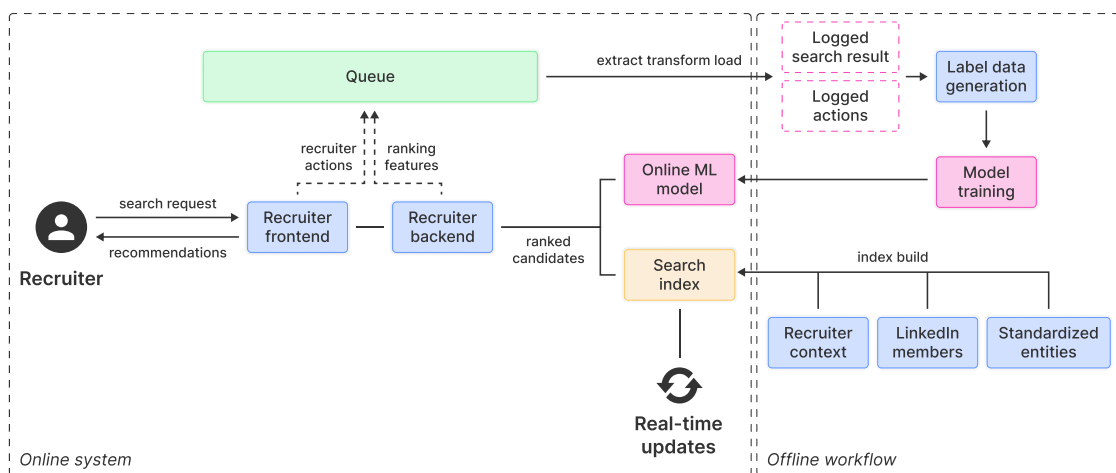 Queue
extract transform load
Logged
search result
Logged
actions
Label data
generation
recruiter
actions
ranking
features
Online ML
model
Model
training
search request
recommendations
Recruiter
Recruiter
frontend
Recruiter
backend
ranked
candidates
Search
index
index build
Recruiter
context
LinkedIn
members
Standardized
entities
Real-time
updates
Online system
Offline workflow